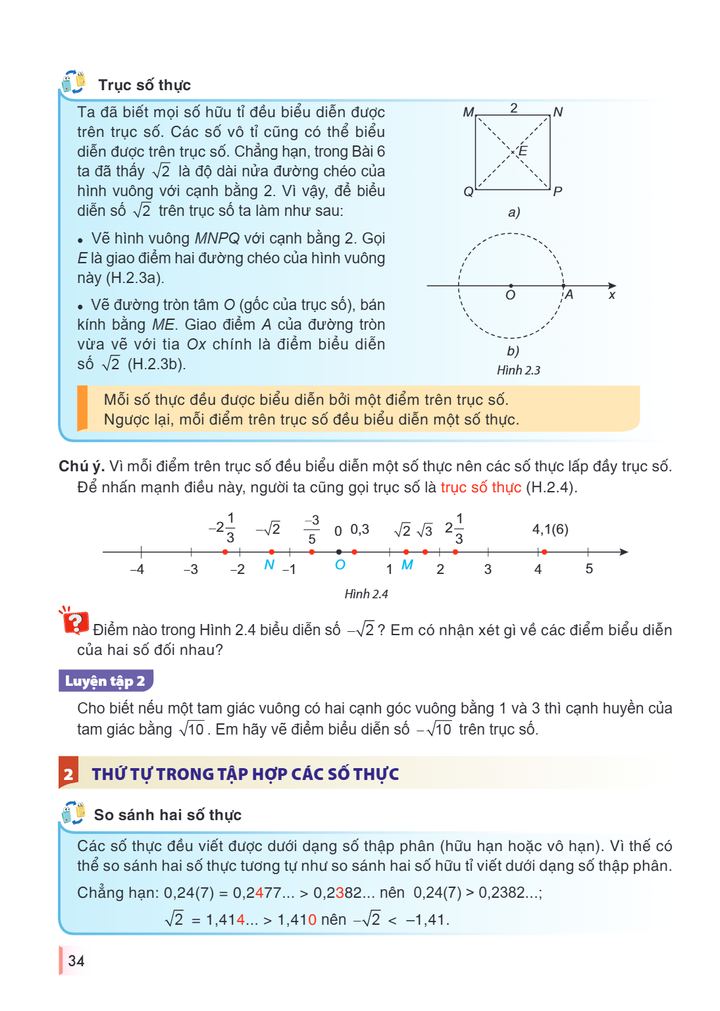 Trục số thực
Ta đã biết mọi số hữu tỉ đều biểu diễn được
trên trục số. Các số vô tỉ cũng có thể biểu
diễn được trên trục số. Chẳng hạn, trong Bài 6
ta đã thấy √2 là độ dài nửa đường chéo của
hình vuông với cạnh bằng 2. Vì vậy, để biểu
diễn số √2 trên trục số ta làm như sau:
• Vẽ hình vuông MNPQ với cạnh bằng 2. Gọi
E là giao điểm hai đường chéo của hình vuông
này (H.2.3a).
• Vẽ đường tròn tâm O (gốc của trục số), bán
kính bằng ME. Giao điểm A của đường tròn
vừa vẽ với tia Ox chính là điểm biểu diễn
số √2 (H.2.3b).
M 2 N
E
Q P
a)
O A x
b)
Hình 2.3
Mỗi số thực đều được biểu diễn bởi một điểm trên trục số.
Ngược lại, mỗi điểm trên trục số đều biểu diễn một số thực.
Chú ý. Vì mỗi điểm trên trục số đều biểu diễn một số thực nên các số thực lấp đầy trục số.
Để nhấn mạnh điều này, người ta cũng gọi trục số là trục số thực (H.2.4).
−2 1/3 −√2 −3/5 0 0,3 √2 √3 2 1/3 4,1(6)
−4 −3 −2 N −1 O 1 M 2 3 4 5
Hình 2.4
? Điểm nào trong Hình 2.4 biểu diễn số −√2 ? Em có nhận xét gì về các điểm biểu diễn
của hai số đối nhau?
Luyện tập 2
Cho biết nếu một tam giác vuông có hai cạnh góc vuông bằng 1 và 3 thì cạnh huyền của
tam giác bằng √10 . Em hãy vẽ điểm biểu diễn số −√10 trên trục số.
2 THỨ TỰ TRONG TẬP HỢP CÁC SỐ THỰC
So sánh hai số thực
Các số thực đều viết được dưới dạng số thập phân (hữu hạn hoặc vô hạn). Vì thế có
thể so sánh hai số thực tương tự như so sánh hai số hữu tỉ viết dưới dạng số thập phân.
Chẳng hạn: 0,24(7) = 0,2477... > 0,2382... nên 0,24(7) > 0,2382...;
√2 = 1,414... > 1,410 nên −√2 < −1,41.
34